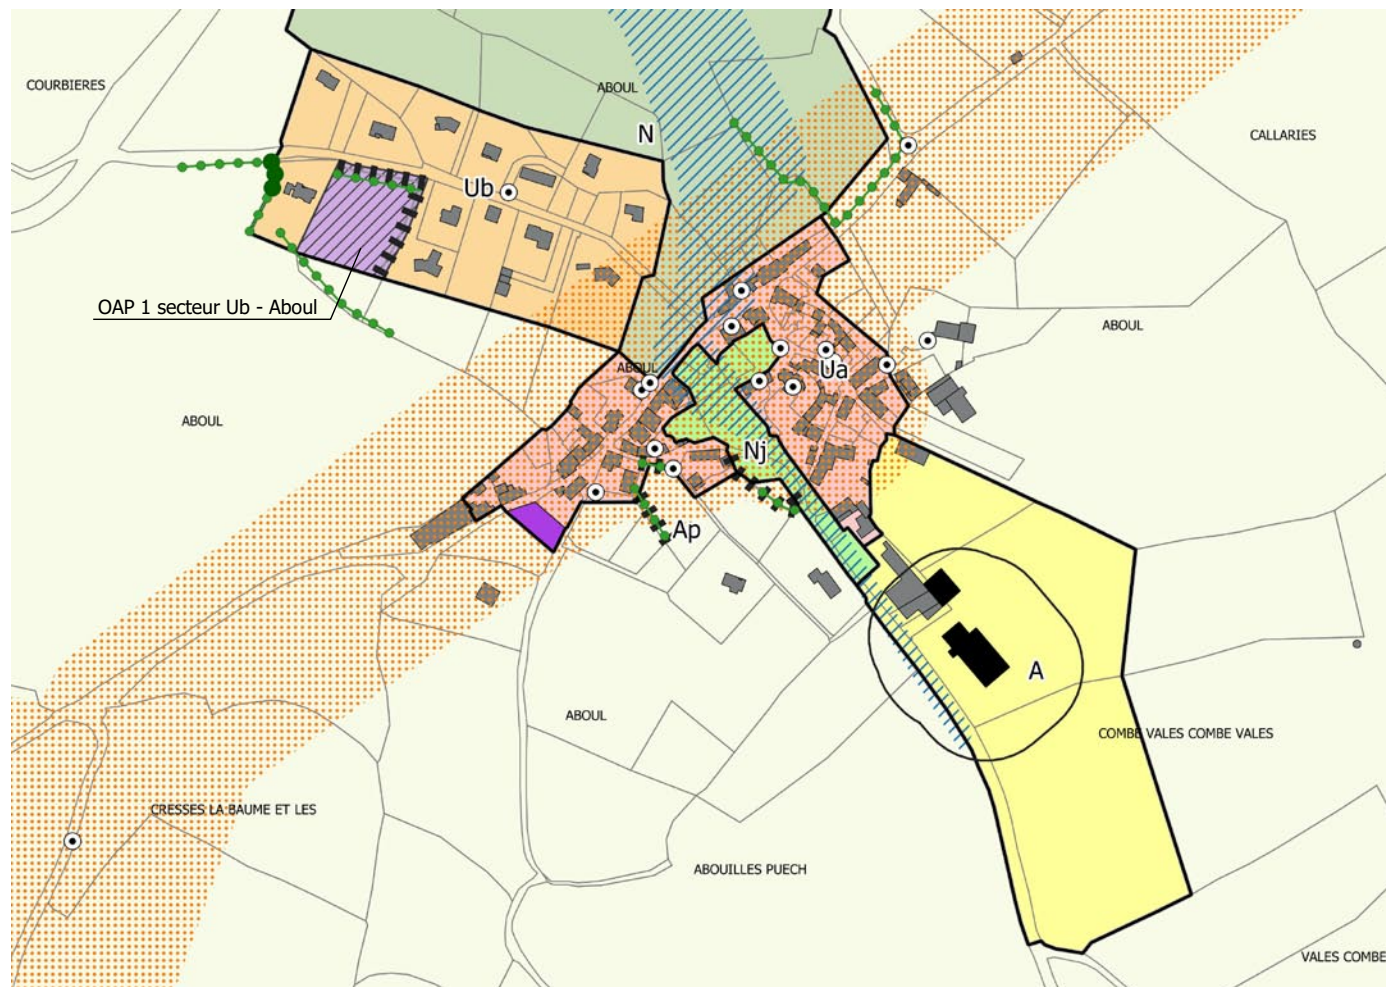 COURBIERES
ABOUL
N
CALLARIES
Ub
OAP 1 secteur Ub - Aboul
ABOUL
ABOUL
Ua
ABOUL
Nj
Ap
A
ABOUL
COMBE VALES COMBE VALES
CRESSES LA BAUME ET LES
ABOUILLES PUECH
VALES COMBE